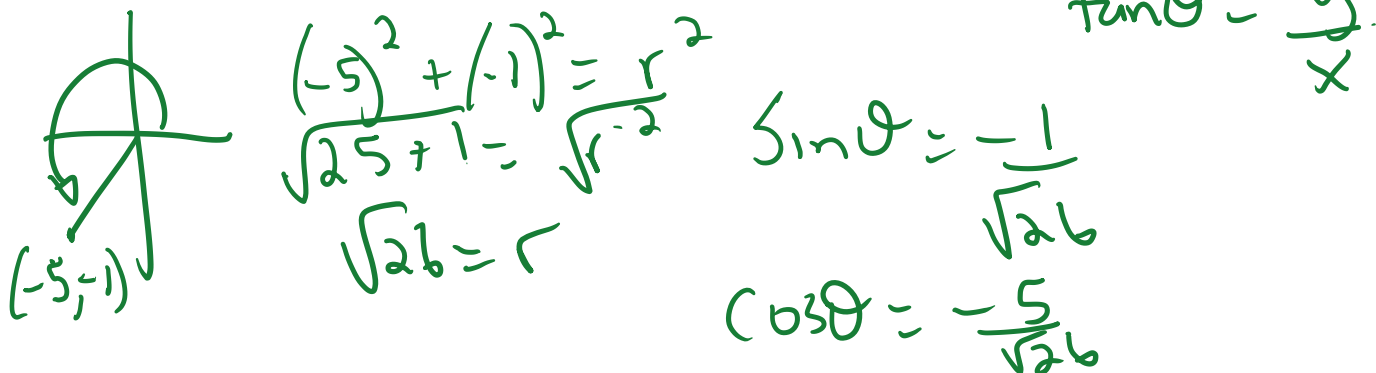 (-5)² + (-1)² = r²
√25 + 1 = √r²
√26 = r
(-5,-1)
tanθ = y/x
sinθ = -1/√26
cosθ = -5/√26